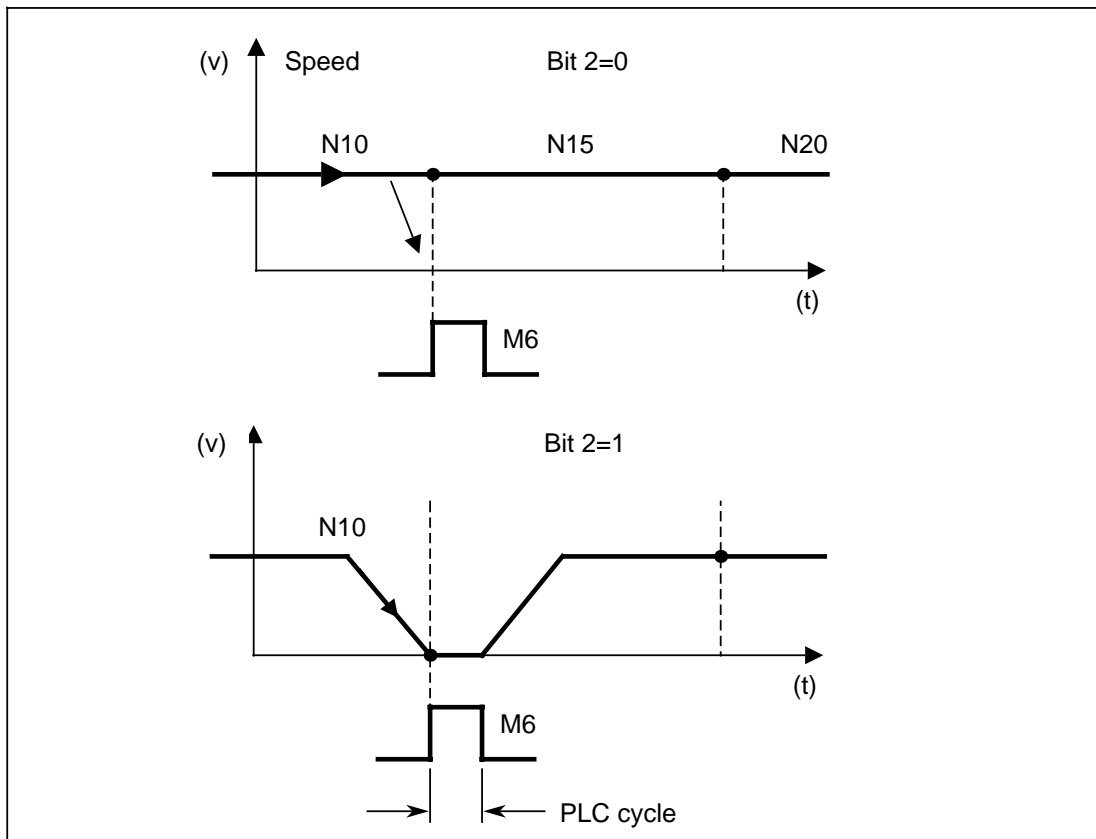 (v) Speed Bit 2=0
N10 N15 N20
(t)
M6
(v) Bit 2=1
N10
(t)
M6
PLC cycle